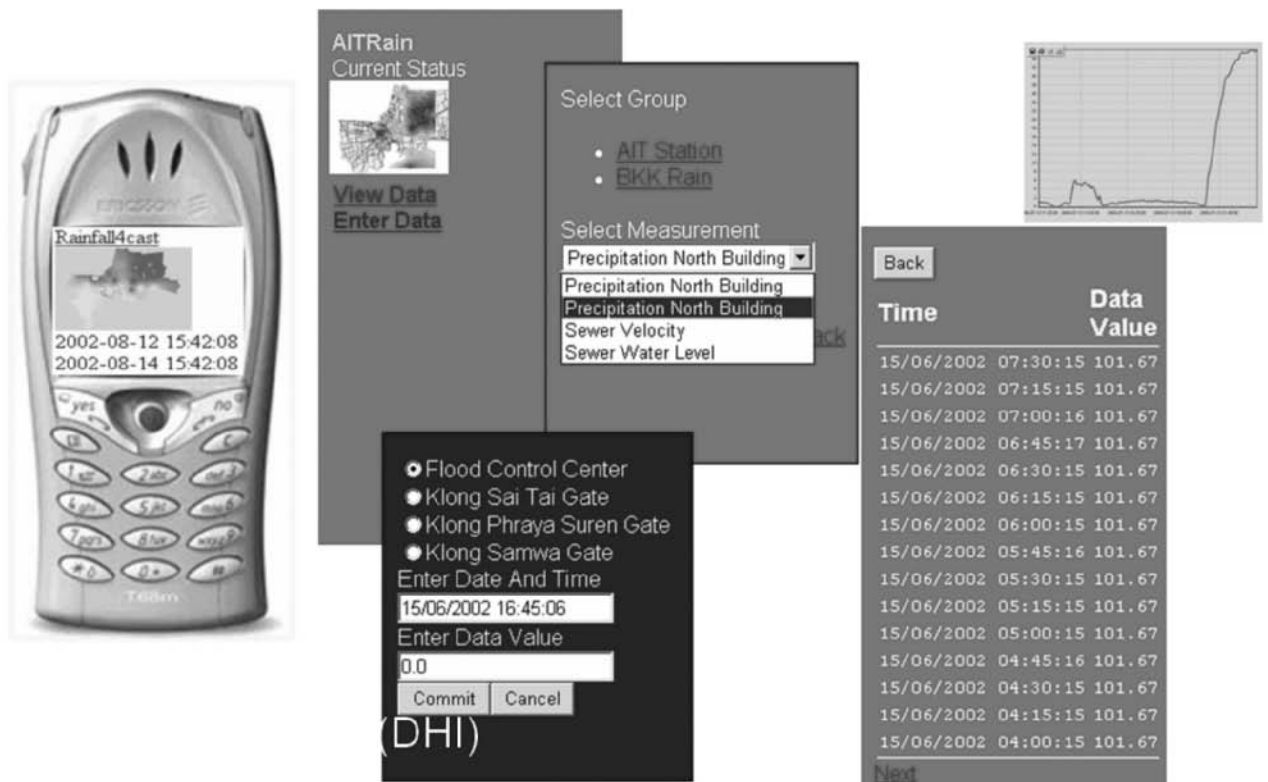 ERICSSON
Rainfall4cast
2002-08-12 15:42:08
2002-08-14 15:42:08
yes
no
C
T68m
AITRain
Current Status
View Data
Enter Data
Select Group
AIT Station
BKK Rain
Select Measurement
Precipitation North Building
Precipitation North Building
Precipitation North Building
Sewer Velocity
Sewer Water Level
Flood Control Center
Klong Sai Tai Gate
Klong Phraya Suren Gate
Klong Samwa Gate
Enter Date And Time
15/06/2002 16:45:06
Enter Data Value
0.0
Commit Cancel
(DHI)
Back
Time Data Value
15/06/2002 07:30:15 101.67
15/06/2002 07:15:15 101.67
15/06/2002 07:00:16 101.67
15/06/2002 06:45:17 101.67
15/06/2002 06:30:15 101.67
15/06/2002 06:15:15 101.67
15/06/2002 06:00:15 101.67
15/06/2002 05:45:16 101.67
15/06/2002 05:30:15 101.67
15/06/2002 05:15:15 101.67
15/06/2002 05:00:15 101.67
15/06/2002 04:45:16 101.67
15/06/2002 04:30:15 101.67
15/06/2002 04:15:15 101.67
15/06/2002 04:00:15 101.67
Next